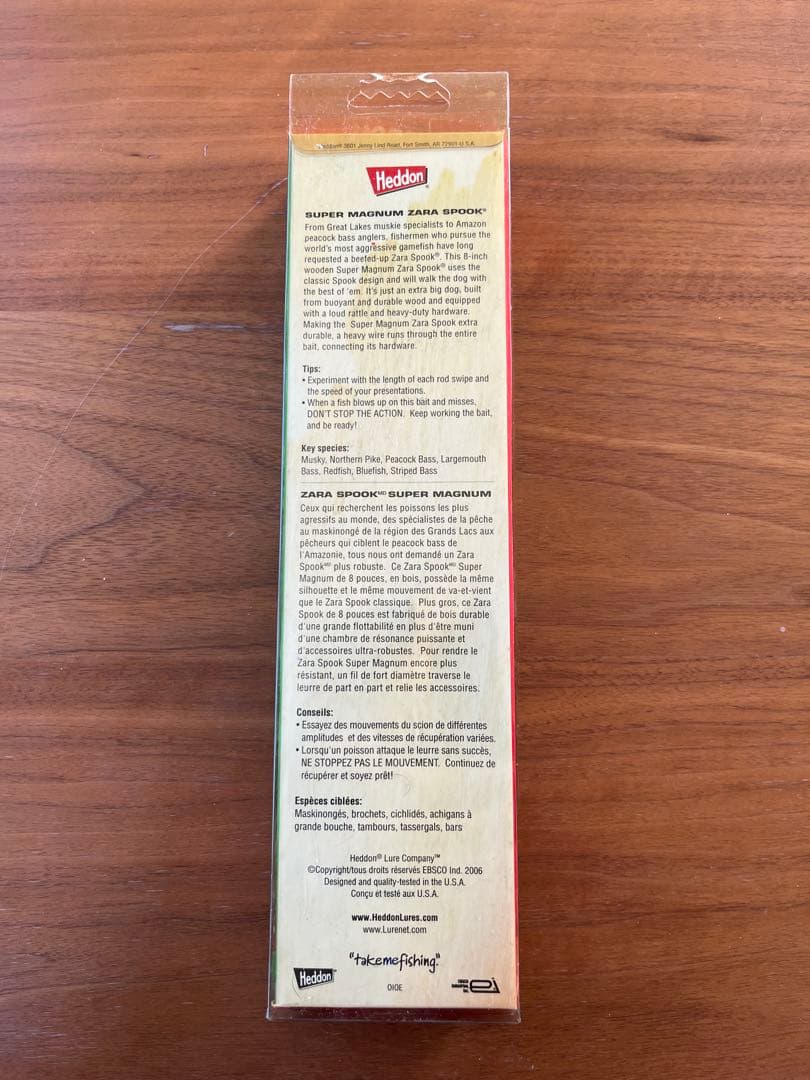 Heddon® 3601 Jenny Lind Road, Fort Smith, AR 72901 U.S.A.
Heddon®
SUPER MAGNUM ZARA SPOOK®
From Great Lakes muskie specialists to Amazon
peacock bass anglers, fishermen who pursue the
world's most aggressive gamefish have long
requested a beefed-up Zara Spook®. This 8-inch
wooden Super Magnum Zara Spook® uses the
classic Spook design and will walk the dog with
the best of 'em. It's just an extra big dog, built
from buoyant and durable wood and equipped
with a loud rattle and heavy-duty hardware.
Making the Super Magnum Zara Spook extra
durable, a heavy wire runs through the entire
bait, connecting its hardware.
Tips:
• Experiment with the length of each rod swipe and
the speed of your presentations.
• When a fish blows up on this bait and misses,
DON'T STOP THE ACTION. Keep working the bait,
and be ready!
Key species:
Musky, Northern Pike, Peacock Bass, Largemouth
Bass, Redfish, Bluefish, Striped Bass
ZARA SPOOKᴹᴰ SUPER MAGNUM
Ceux qui recherchent les poissons les plus
agressifs au monde, des spécialistes de la pêche
au maskinongé de la région des Grands Lacs aux
pêcheurs qui ciblent le peacock bass de
l'Amazonie, tous nous ont demandé un Zara
Spookᴹᴰ plus robuste. Ce Zara Spookᴹᴰ Super
Magnum de 8 pouces, en bois, possède la même
silhouette et le même mouvement de va-et-vient
que le Zara Spook classique. Plus gros, ce Zara
Spook de 8 pouces est fabriqué de bois durable
d'une grande flottabilité en plus d'être muni
d'une chambre de résonance puissante et
d'accessoires ultra-robustes. Pour rendre le
Zara Spook Super Magnum encore plus
résistant, un fil de fort diamètre traverse le
leurre de part en part et relie les accessoires.
Conseils:
• Essayez des mouvements du scion de différentes
amplitudes et des vitesses de récupération variées.
• Lorsqu'un poisson attaque le leurre sans succès,
NE STOPPEZ PAS LE MOUVEMENT. Continuez de
récupérer et soyez prêt!
Espèces ciblées:
Maskinongés, brochets, cichlidés, achigans à
grande bouche, tambours, tassergals, bars
Heddon® Lure Company™
©Copyright/tous droits réservés EBSCO Ind. 2006
Designed and quality-tested in the U.S.A.
Conçu et testé aux U.S.A.
www.HeddonLures.com
www.Lurenet.com
"takemefishing."
Heddon
OIOE